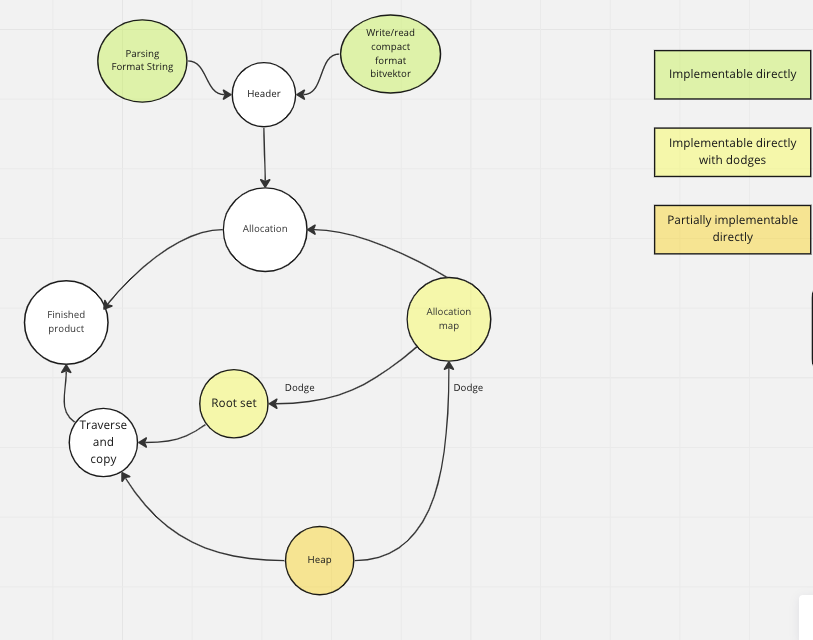 Parsing
Format String
Write/read
compact
format
bitvektor
Header
Implementable directly
Implementable directly
with dodges
Partially implementable
directly
Allocation
Finished
product
Allocation
map
Root set
Dodge
Dodge
Traverse
and
copy
Heap